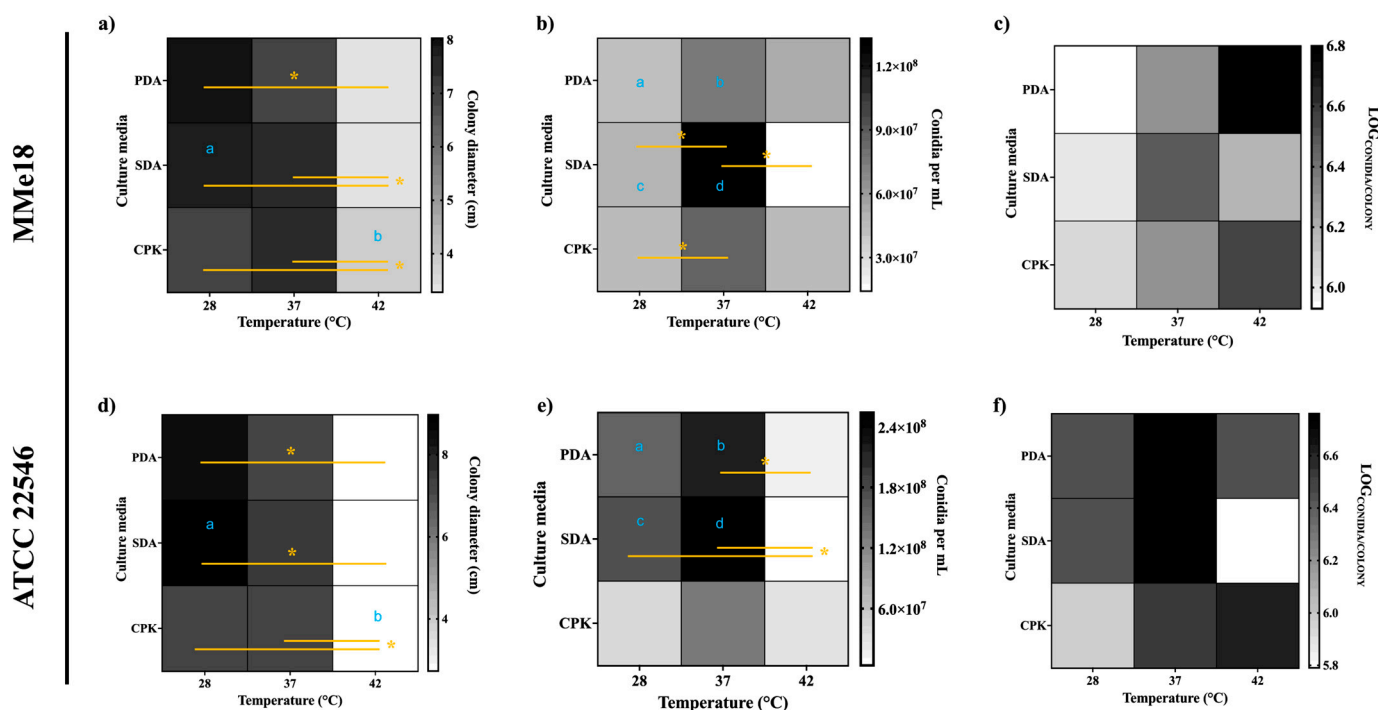 MMe18
a)
Culture media
PDA
a
SDA
b
CPK
*
*
*
28
37
42
Temperature (°C)
8
7
6
5
4
Colony diameter (cm)
b)
Culture media
PDA
a
b
SDA
c
d
CPK
*
*
*
28
37
42
Temperature (°C)
1.2×10⁸
9.0×10⁷
6.0×10⁷
3.0×10⁷
Conidia per mL
c)
Culture media
PDA
SDA
CPK
28
37
42
Temperature (°C)
6.8
6.6
6.4
6.2
6.0
LOG_CONIDIA/COLONY
ATCC 22546
d)
Culture media
PDA
SDA
a
CPK
b
*
*
*
28
37
42
Temperature (°C)
8
6
4
Colony diameter (cm)
e)
Culture media
PDA
a
b
SDA
c
d
CPK
*
*
28
37
42
Temperature (°C)
2.4×10⁸
1.8×10⁸
1.2×10⁸
6.0×10⁷
Conidia per mL
f)
Culture media
PDA
SDA
CPK
28
37
42
Temperature (°C)
6.6
6.4
6.2
6.0
5.8
LOG_CONIDIA/COLONY